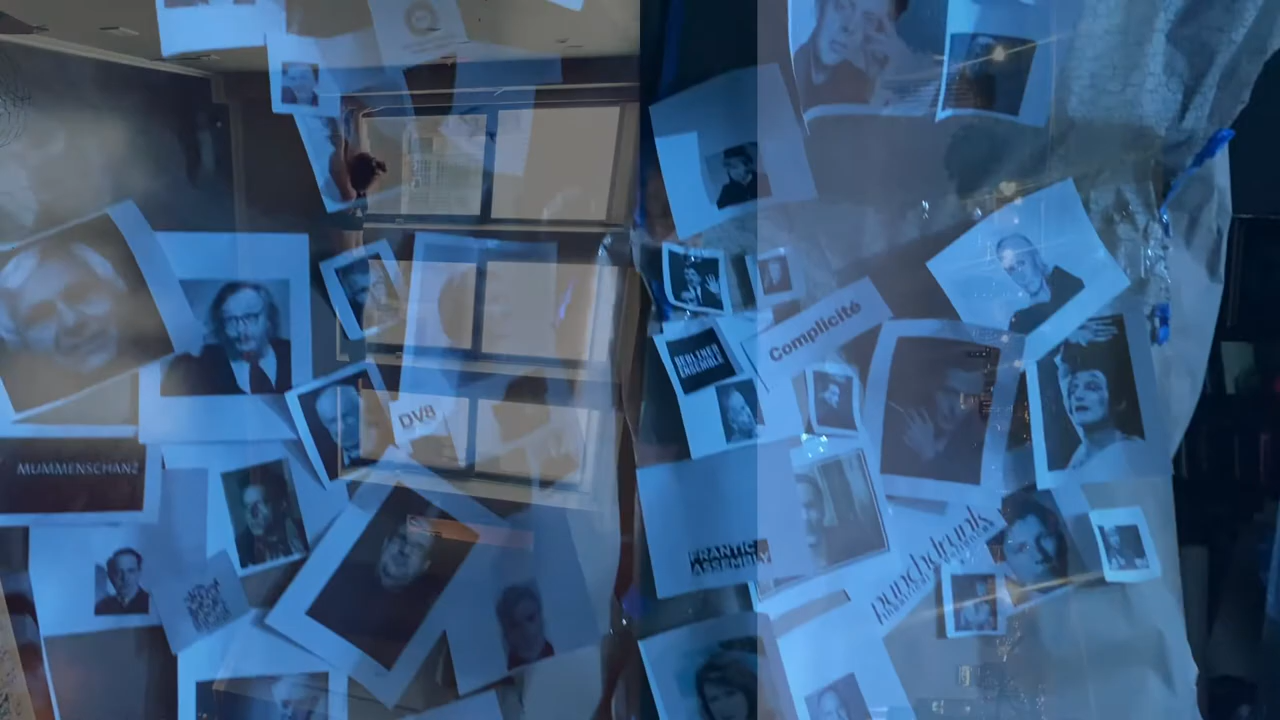 Complicité
BERLINER
ENSEMBLE
DV8
MUMMENSCHANZ
FRANTIC
ASSEMBLY
punchdrunk